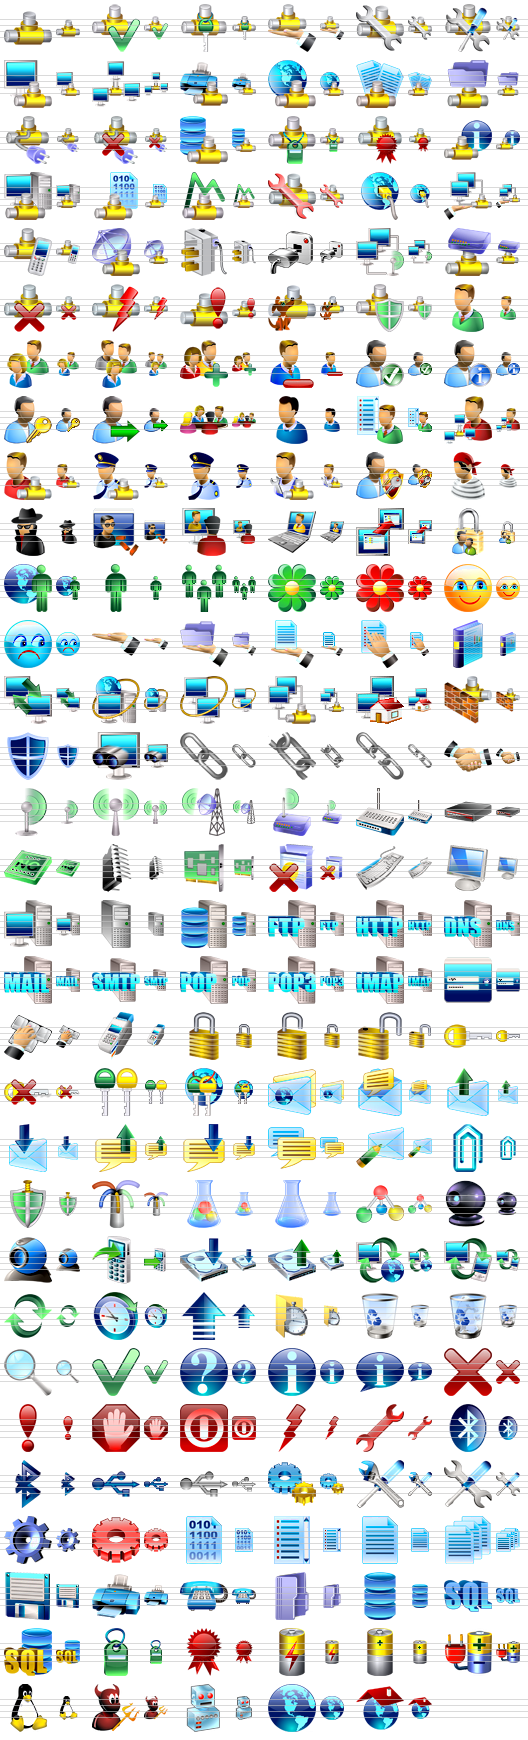 010 1100 1111
FTP FTP HTTP HTTP DNS DNS
MAIL MAIL SMTP SMTP POP POP POP3 POP3 IMAP IMAP
010 1100 1111 0011
SQL SQL
SQL SQL